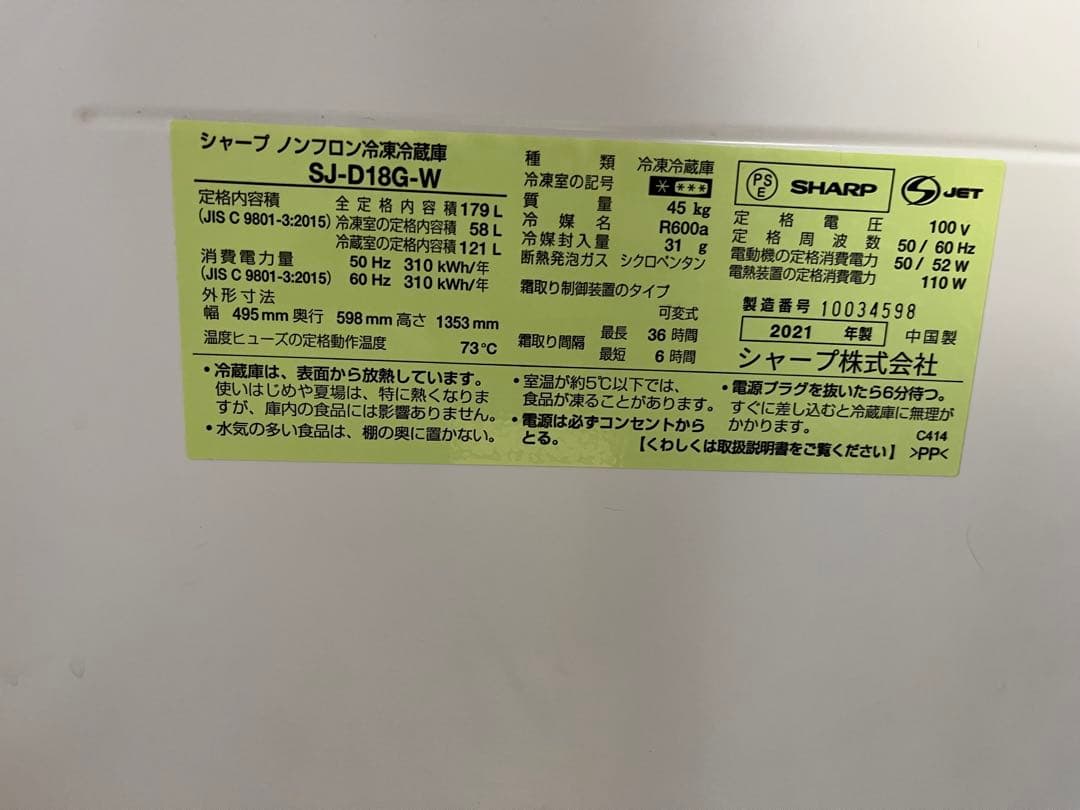 シャープ ノンフロン冷凍冷蔵庫
SJ-D18G-W
定格内容積
(JIS C 9801-3:2015)
全定格内容積 179 L
冷凍室の定格内容積 58 L
冷蔵室の定格内容積 121 L
消費電力量
(JIS C 9801-3:2015)
50 Hz 310 kWh/年
60 Hz 310 kWh/年
外形寸法
幅 495 mm 奥行 598 mm 高さ 1353 mm
温度ヒューズの定格動作温度 73℃
種類 冷凍冷蔵庫
冷凍室の記号 * ***
質量 45 kg
冷媒名 R600a
冷媒封入量 31 g
断熱発泡ガス シクロペンタン
霜取り制御装置のタイプ
可変式
霜取り間隔 最長 36 時間
最短 6 時間
PSE SHARP S JET
定格電圧 100 V
定格周波数 50 / 60 Hz
電動機の定格消費電力 50 / 52 W
電熱装置の定格消費電力 110 W
製造番号 10034598
2021 年製 中国製
シャープ株式会社
・冷蔵庫は、表面から放熱しています。
使いはじめや夏場は、特に熱くなりま
すが、庫内の食品には影響ありません。
・水気の多い食品は、棚の奥に置かない。
・室温が約5℃以下では、
食品が凍ることがあります。
・電源は必ずコンセントから
とる。
・電源プラグを抜いたら6分待つ。
すぐに差し込むと冷蔵庫に無理が
かかります。
C414
【くわしくは取扱説明書をご覧ください】 >PP<